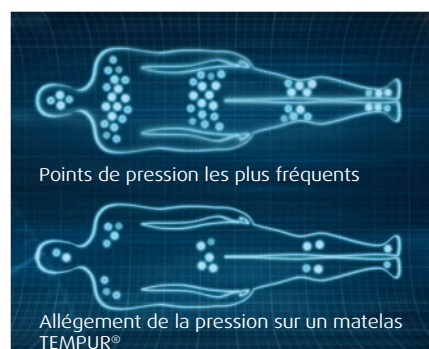 Points de pression les plus fréquents
Allégement de la pression sur un matelas
TEMPUR®